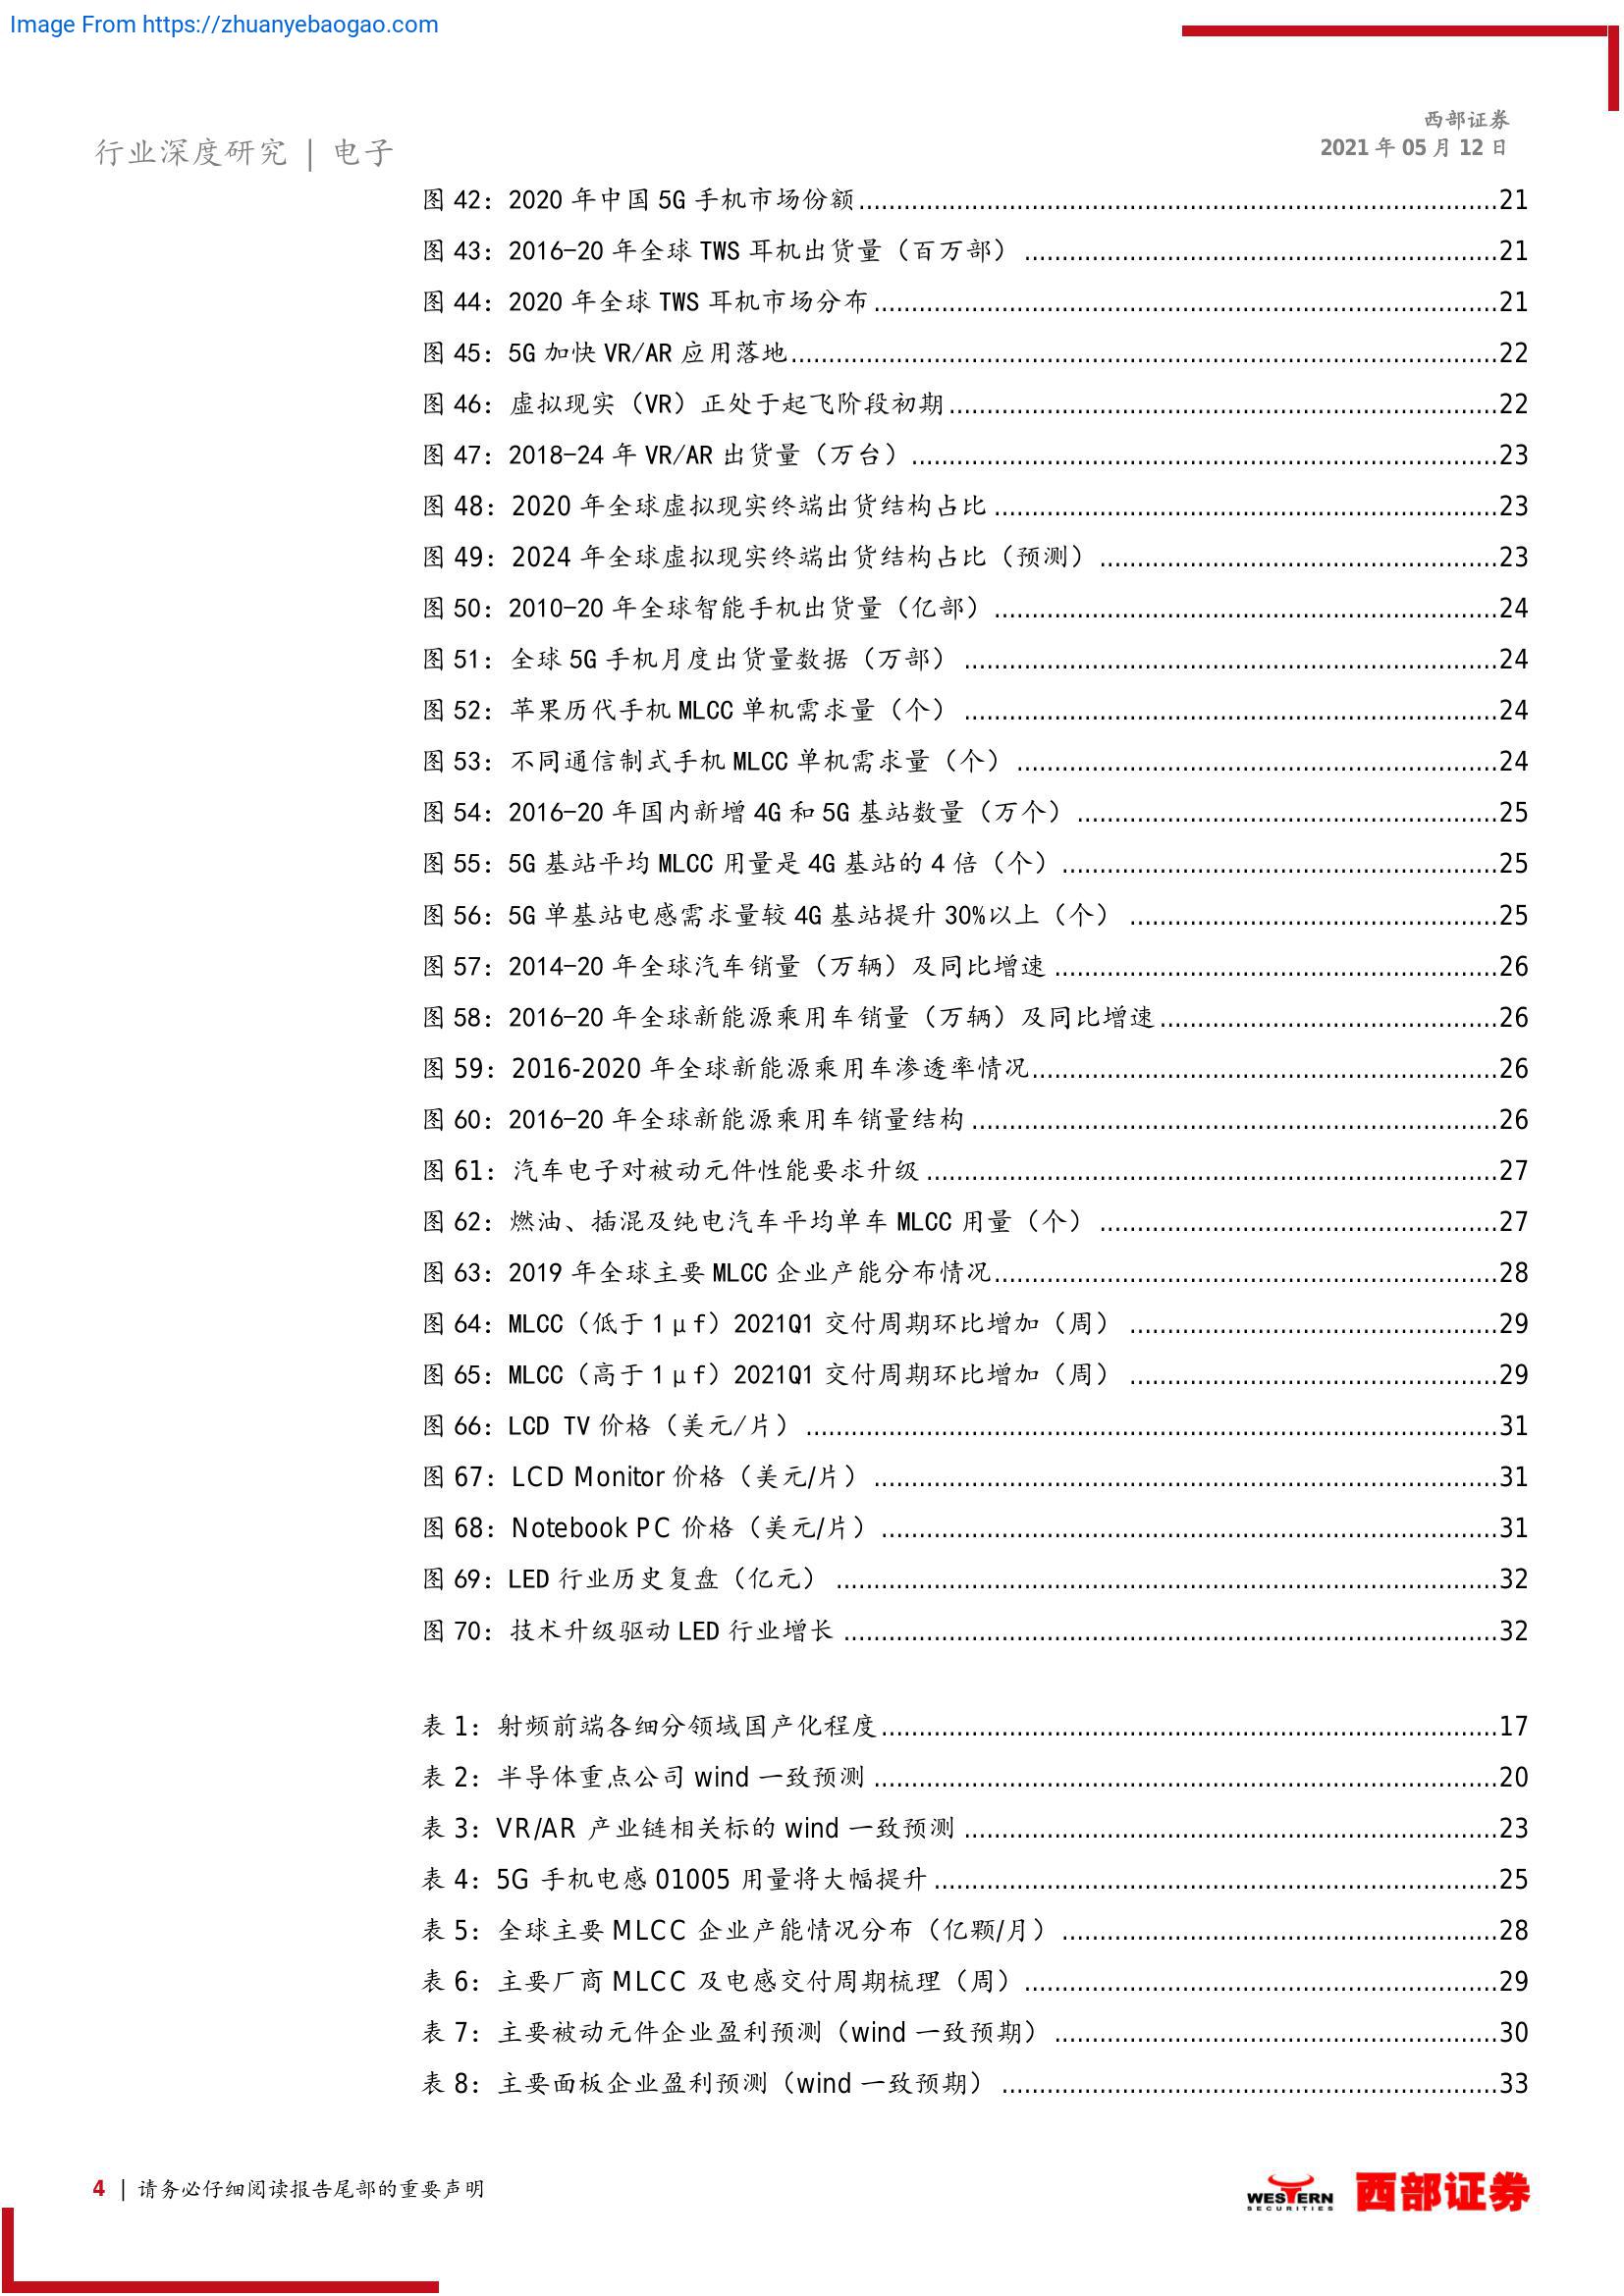 Image From https://zhuanyebaogao.com
西部证券
行业深度研究 | 电子
2021 年 05 月 12 日
图 42：2020 年中国 5G 手机市场份额........21
图 43：2016-20 年全球 TWS 耳机出货量（百万部）........21
图 44：2020 年全球 TWS 耳机市场分布........21
图 45：5G 加快 VR/AR 应用落地........22
图 46：虚拟现实（VR）正处于起飞阶段初期........22
图 47：2018-24 年 VR/AR 出货量（万台）........23
图 48：2020 年全球虚拟现实终端出货结构占比........23
图 49：2024 年全球虚拟现实终端出货结构占比（预测）........23
图 50：2010-20 年全球智能手机出货量（亿部）........24
图 51：全球 5G 手机月度出货量数据（万部）........24
图 52：苹果历代手机 MLCC 单机需求量（个）........24
图 53：不同通信制式手机 MLCC 单机需求量（个）........24
图 54：2016-20 年国内新增 4G 和 5G 基站数量（万个）........25
图 55：5G 基站平均 MLCC 用量是 4G 基站的 4 倍（个）........25
图 56：5G 单基站电感需求量较 4G 基站提升 30%以上（个）........25
图 57：2014-20 年全球汽车销量（万辆）及同比增速........26
图 58：2016-20 年全球新能源乘用车销量（万辆）及同比增速........26
图 59：2016-2020 年全球新能源乘用车渗透率情况........26
图 60：2016-20 年全球新能源乘用车销量结构........26
图 61：汽车电子对被动元件性能要求升级........27
图 62：燃油、插混及纯电汽车平均单车 MLCC 用量（个）........27
图 63：2019 年全球主要 MLCC 企业产能分布情况........28
图 64：MLCC（低于 1μf）2021Q1 交付周期环比增加（周）........29
图 65：MLCC（高于 1μf）2021Q1 交付周期环比增加（周）........29
图 66：LCD TV 价格（美元/片）........31
图 67：LCD Monitor 价格（美元/片）........31
图 68：Notebook PC 价格（美元/片）........31
图 69：LED 行业历史复盘（亿元）........32
图 70：技术升级驱动 LED 行业增长........32
表 1：射频前端各细分领域国产化程度........17
表 2：半导体重点公司 wind 一致预测........20
表 3：VR/AR 产业链相关标的 wind 一致预测........23
表 4：5G 手机电感 01005 用量将大幅提升........25
表 5：全球主要 MLCC 企业产能情况分布（亿颗/月）........28
表 6：主要厂商 MLCC 及电感交付周期梳理（周）........29
表 7：主要被动元件企业盈利预测（wind 一致预期）........30
表 8：主要面板企业盈利预测（wind 一致预期）........33
4 | 请务必仔细阅读报告尾部的重要声明
WESTERN
SECURITIES
西部证券